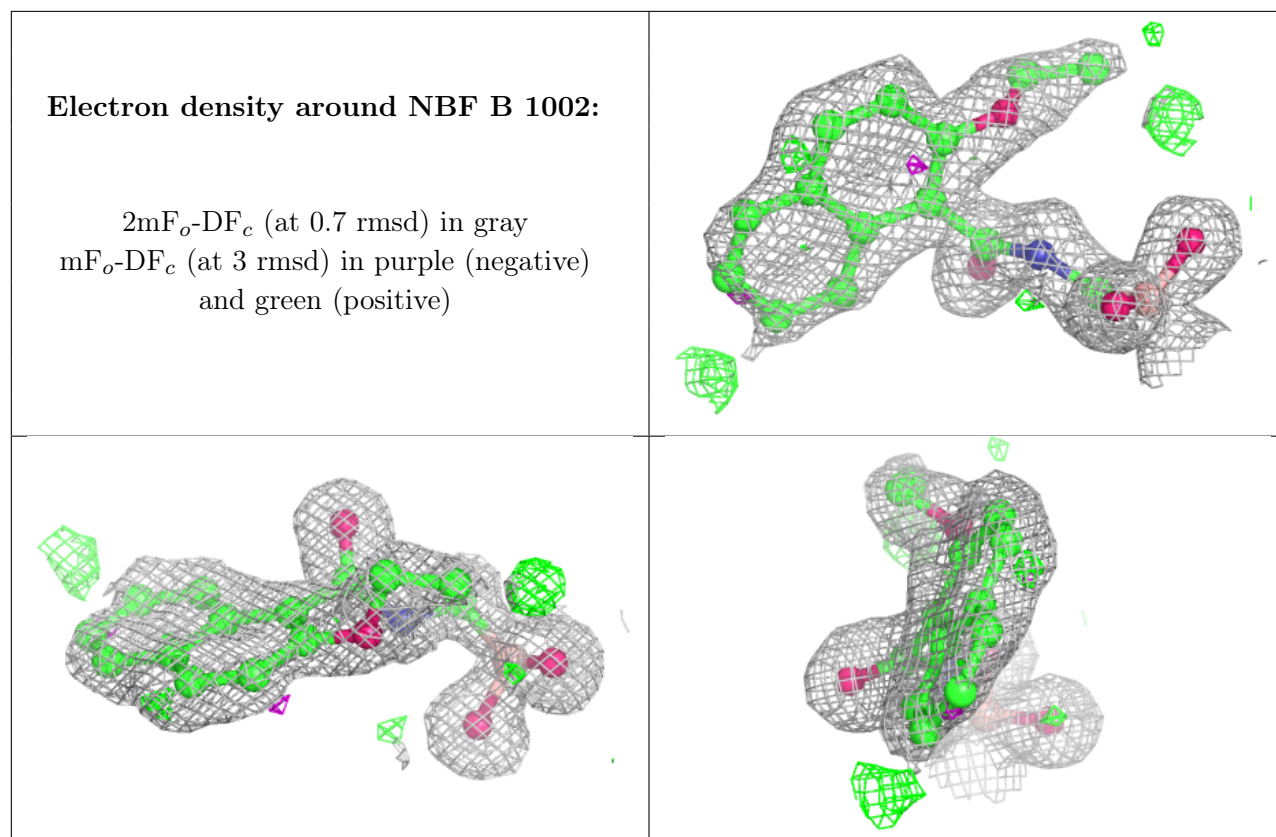 Electron density around NBF B 1002:
2mFₒ-DF𝒸 (at 0.7 rmsd) in gray
mFₒ-DF𝒸 (at 3 rmsd) in purple (negative)
and green (positive)